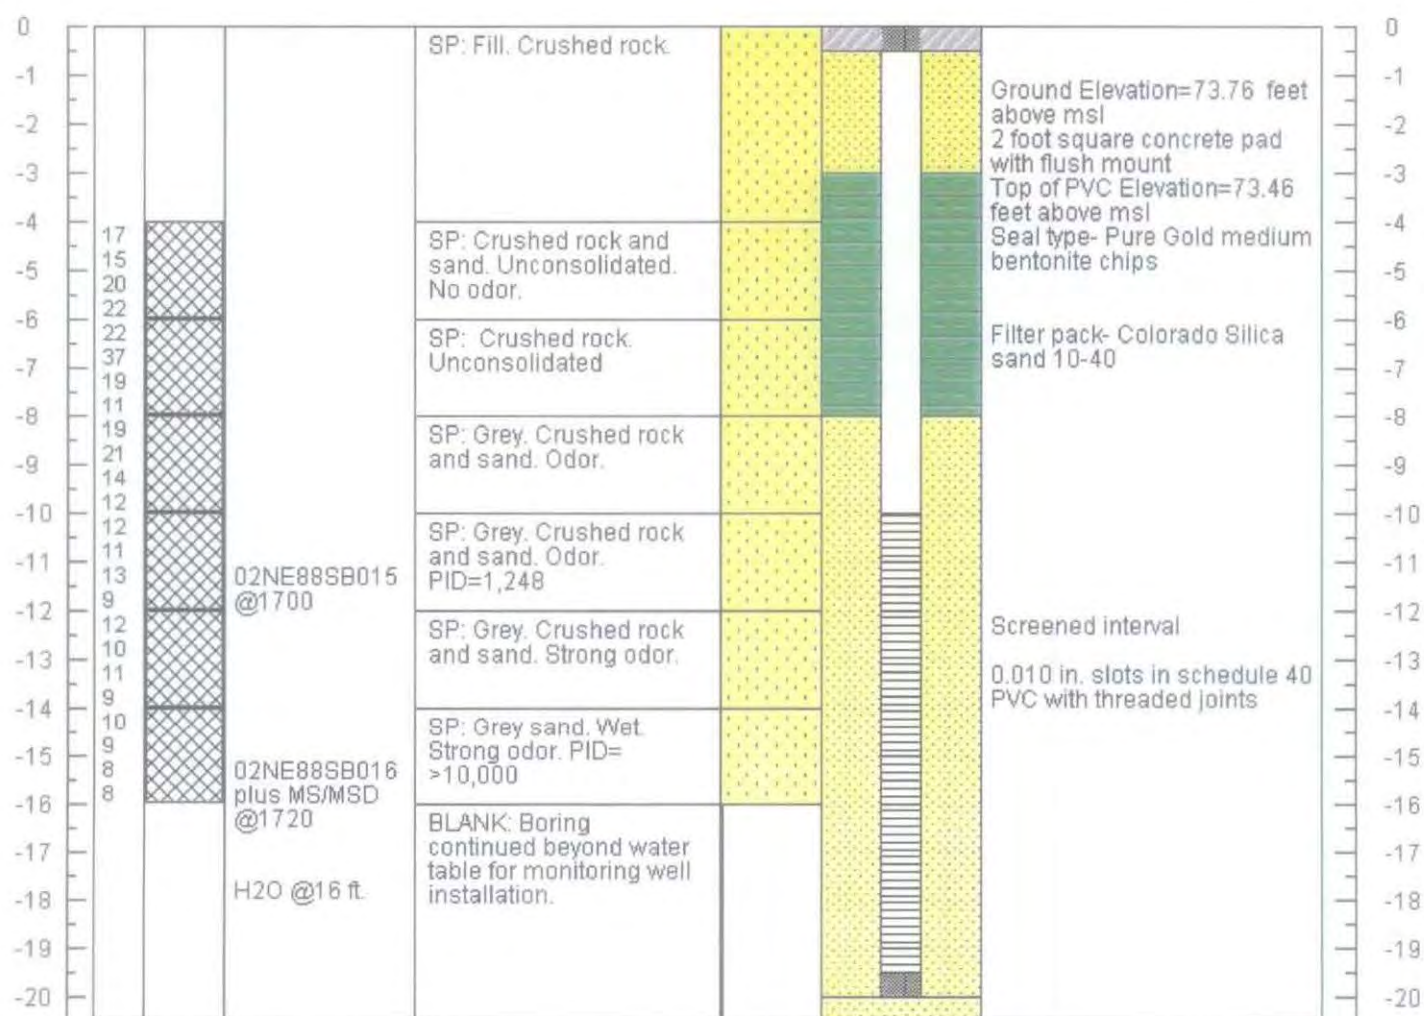 0
-1
-2
-3
-4
-5
-6
-7
-8
-9
-10
-11
-12
-13
-14
-15
-16
-17
-18
-19
-20
17
15
20
22
22
37
19
11
19
21
14
12
12
11
13
9
12
10
11
9
10
9
8
8
02NE88SB015
@1700
02NE88SB016
plus MS/MSD
@1720
H2O @16 ft.
SP: Fill. Crushed rock.
SP: Crushed rock and
sand. Unconsolidated.
No odor.
SP: Crushed rock.
Unconsolidated
SP: Grey. Crushed rock
and sand. Odor.
SP: Grey. Crushed rock
and sand. Odor.
PID=1,248
SP: Grey. Crushed rock
and sand. Strong odor.
SP: Grey sand. Wet.
Strong odor. PID=
>10,000
BLANK: Boring
continued beyond water
table for monitoring well
installation.
Ground Elevation=73.76 feet
above msl
2 foot square concrete pad
with flush mount
Top of PVC Elevation=73.46
feet above msl
Seal type- Pure Gold medium
bentonite chips
Filter pack- Colorado Silica
sand 10-40
Screened interval
0.010 in. slots in schedule 40
PVC with threaded joints
0
-1
-2
-3
-4
-5
-6
-7
-8
-9
-10
-11
-12
-13
-14
-15
-16
-17
-18
-19
-20